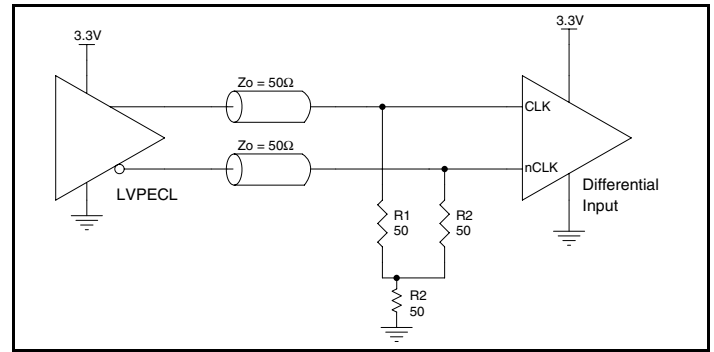 3.3V
3.3V
Zo = 50Ω
CLK
Zo = 50Ω
nCLK
LVPECL
Differential
Input
R1
50
R2
50
R2
50